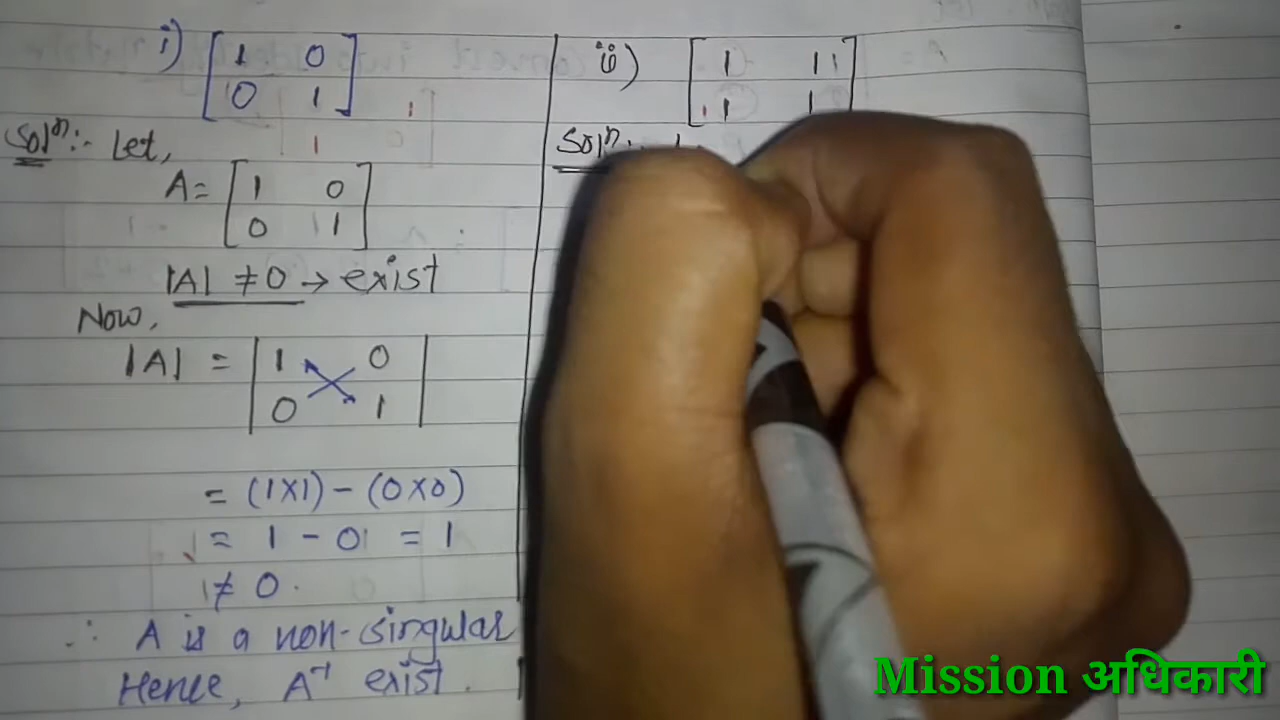 i) [1 0
0 1]
Solⁿ:- Let,
A = [1 0
0 1]
|A| ≠ 0 → exist
Now,
|A| = |1 0
0 1|
= (1×1) - (0×0)
= 1 - 0 = 1
≠ 0.
∴ A is a non-singular
Hence, A⁻¹ exist.
ii) [1 1
1 1
Solⁿ:-
Mission अधिकारी